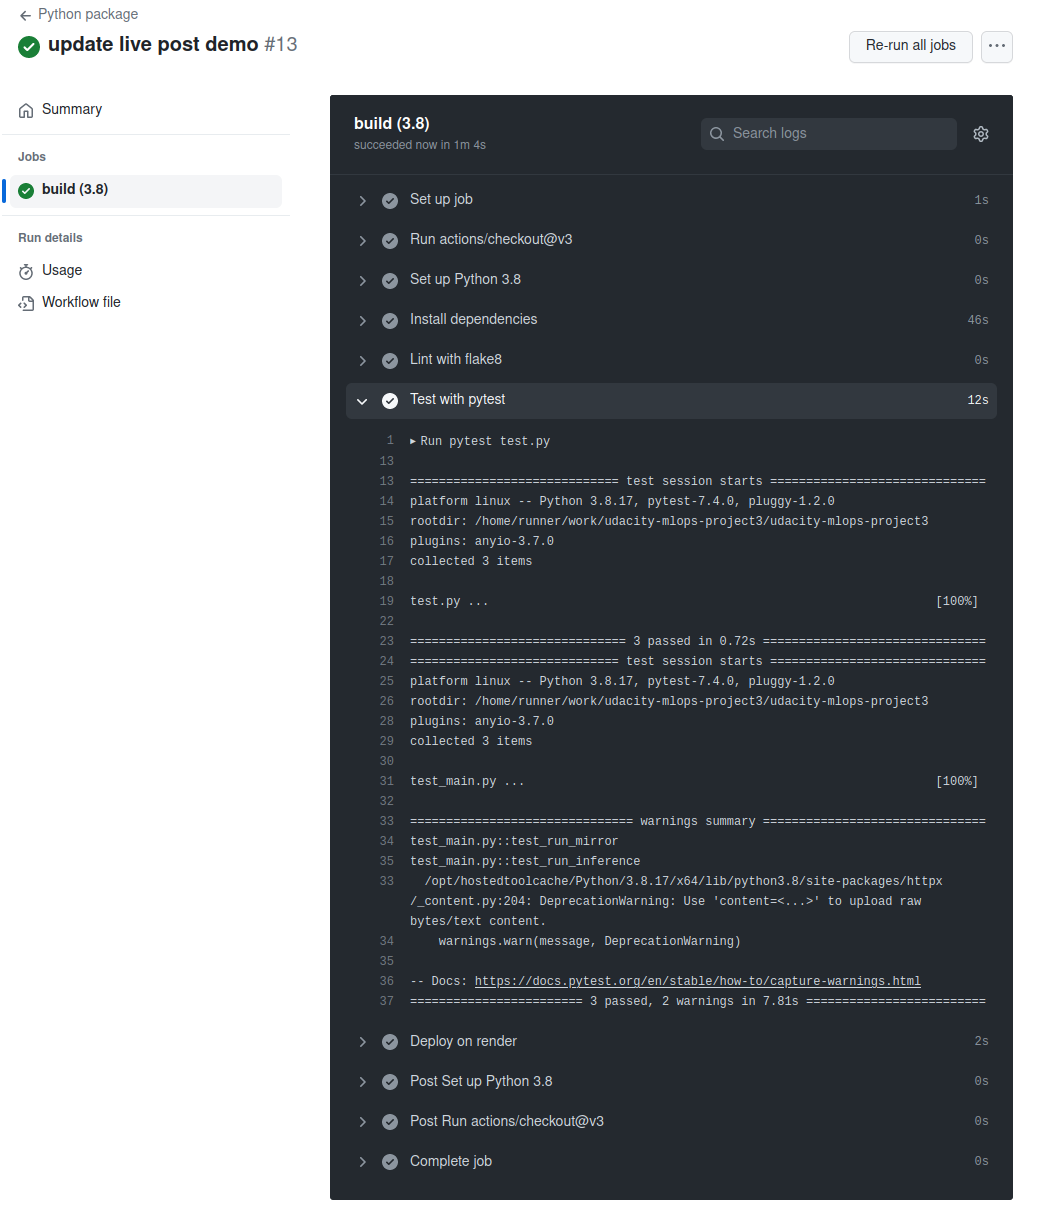 Python package
update live post demo #13
Re-run all jobs
Summary
Jobs
build (3.8)
Run details
Usage
Workflow file
build (3.8)
succeeded now in 1m 4s
Search logs
Set up job 1s
Run actions/checkout@v3 0s
Set up Python 3.8 0s
Install dependencies 46s
Lint with flake8 0s
Test with pytest 12s
1 ▸ Run pytest test.py
13
13 ============================= test session starts ==============================
14 platform linux -- Python 3.8.17, pytest-7.4.0, pluggy-1.2.0
15 rootdir: /home/runner/work/udacity-mlops-project3/udacity-mlops-project3
16 plugins: anyio-3.7.0
17 collected 3 items
18
19 test.py ... [100%]
22
23 ============================== 3 passed in 0.72s ===============================
24 ============================= test session starts ==============================
25 platform linux -- Python 3.8.17, pytest-7.4.0, pluggy-1.2.0
26 rootdir: /home/runner/work/udacity-mlops-project3/udacity-mlops-project3
28 plugins: anyio-3.7.0
29 collected 3 items
30
31 test_main.py ... [100%]
32
33 =============================== warnings summary ===============================
34 test_main.py::test_run_mirror
35 test_main.py::test_run_inference
33 /opt/hostedtoolcache/Python/3.8.17/x64/lib/python3.8/site-packages/httpx
/_content.py:204: DeprecationWarning: Use 'content=<...>' to upload raw
bytes/text content.
34 warnings.warn(message, DeprecationWarning)
35
36 -- Docs: https://docs.pytest.org/en/stable/how-to/capture-warnings.html
37 ======================== 3 passed, 2 warnings in 7.81s =========================
Deploy on render 2s
Post Set up Python 3.8 0s
Post Run actions/checkout@v3 0s
Complete job 0s